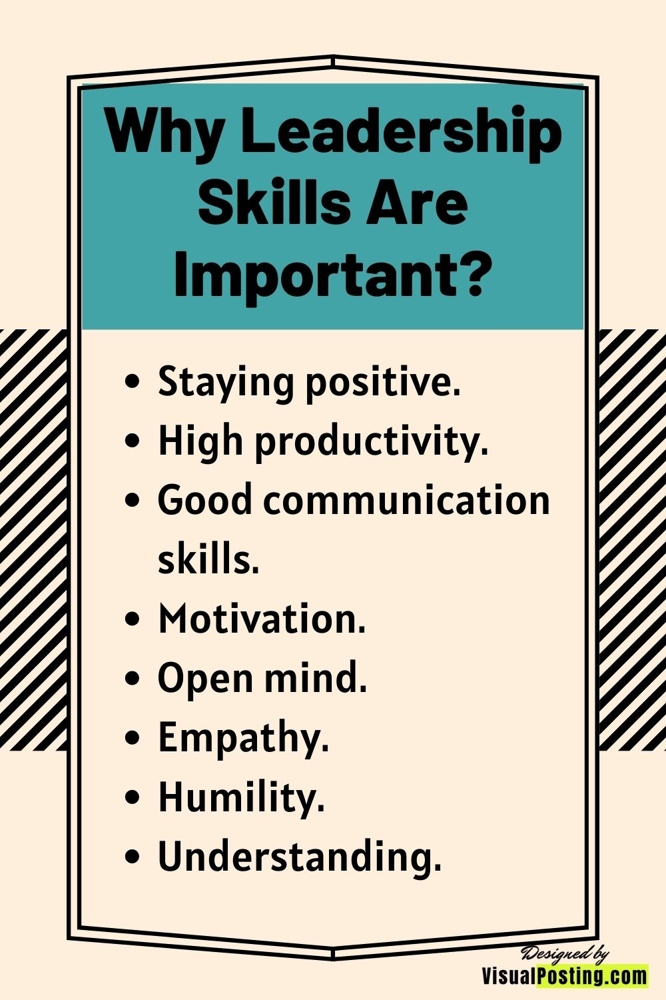 Why Leadership
Skills Are
Important?
• Staying positive.
• High productivity.
• Good communication
skills.
• Motivation.
• Open mind.
• Empathy.
• Humility.
• Understanding.
Designed by
VisualPosting.com